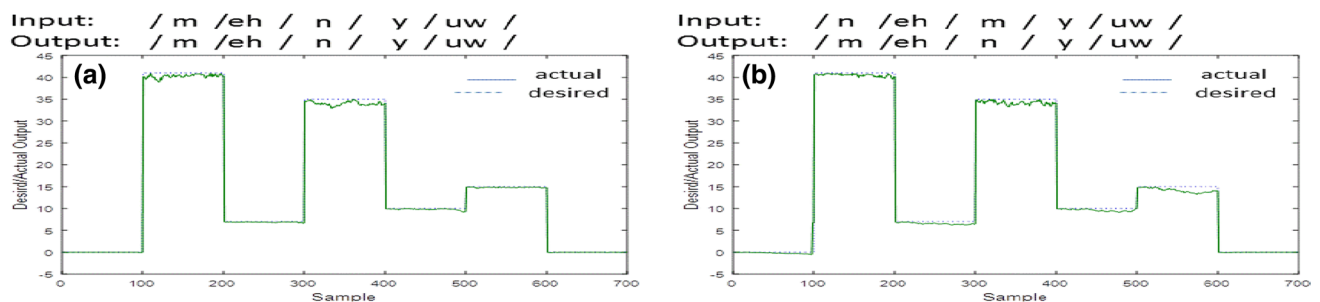 Input: / m /eh / n / y /uw /
Output: / m /eh / n / y /uw /
(a)
actual
desired
Desird/Actual Output
45
40
35
30
25
20
15
10
5
0
-5
0 100 200 300 400 500 600 700
Sample
Input: / n /eh / m / y /uw /
Output: / m /eh / n / y /uw /
(b)
actual
desired
Desird/Actual Output
45
40
35
30
25
20
15
10
5
0
-5
0 100 200 300 400 500 600 700
Sample